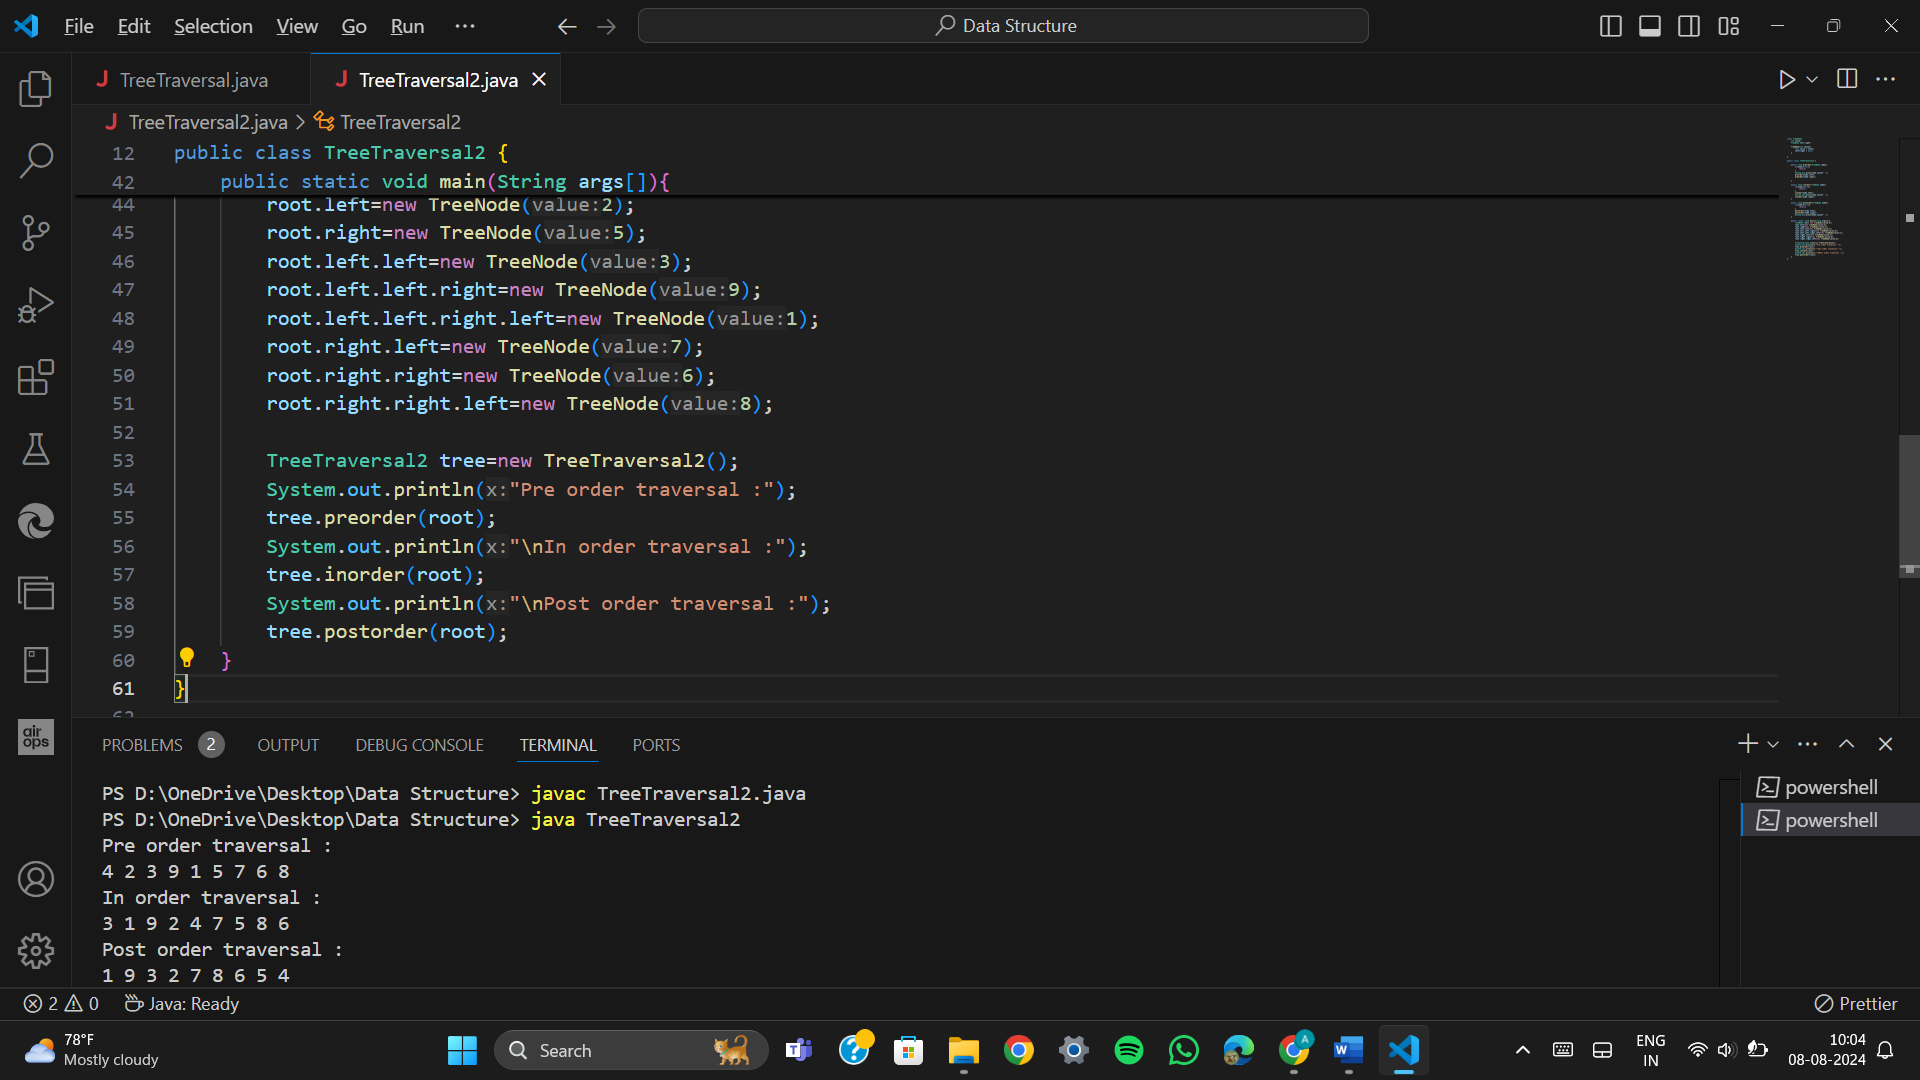 File Edit Selection View Go Run ··· Data Structure
TreeTraversal.java TreeTraversal2.java
TreeTraversal2.java > TreeTraversal2
12 public class TreeTraversal2 {
42 public static void main(String args[]){
44 root.left=new TreeNode(value:2);
45 root.right=new TreeNode(value:5);
46 root.left.left=new TreeNode(value:3);
47 root.left.left.right=new TreeNode(value:9);
48 root.left.left.right.left=new TreeNode(value:1);
49 root.right.left=new TreeNode(value:7);
50 root.right.right=new TreeNode(value:6);
51 root.right.right.left=new TreeNode(value:8);
52
53 TreeTraversal2 tree=new TreeTraversal2();
54 System.out.println(x:"Pre order traversal :");
55 tree.preorder(root);
56 System.out.println(x:"\nIn order traversal :");
57 tree.inorder(root);
58 System.out.println(x:"\nPost order traversal :");
59 tree.postorder(root);
60 }
61 }
air
ops
PROBLEMS 2 OUTPUT DEBUG CONSOLE TERMINAL PORTS
PS D:\OneDrive\Desktop\Data Structure> javac TreeTraversal2.java
PS D:\OneDrive\Desktop\Data Structure> java TreeTraversal2
Pre order traversal :
4 2 3 9 1 5 7 6 8
In order traversal :
3 1 9 2 4 7 5 8 6
Post order traversal :
1 9 3 2 7 8 6 5 4
powershell
powershell
2 0 Java: Ready Prettier
78°F
Mostly cloudy
Search
ENG
IN
10:04
08-08-2024